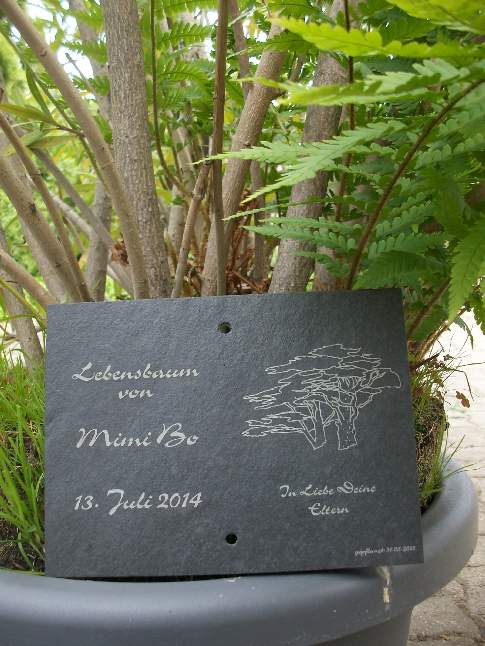 Lebensbaum
von
Mimi Bo
13. Juli 2014
In Liebe Deine
Eltern